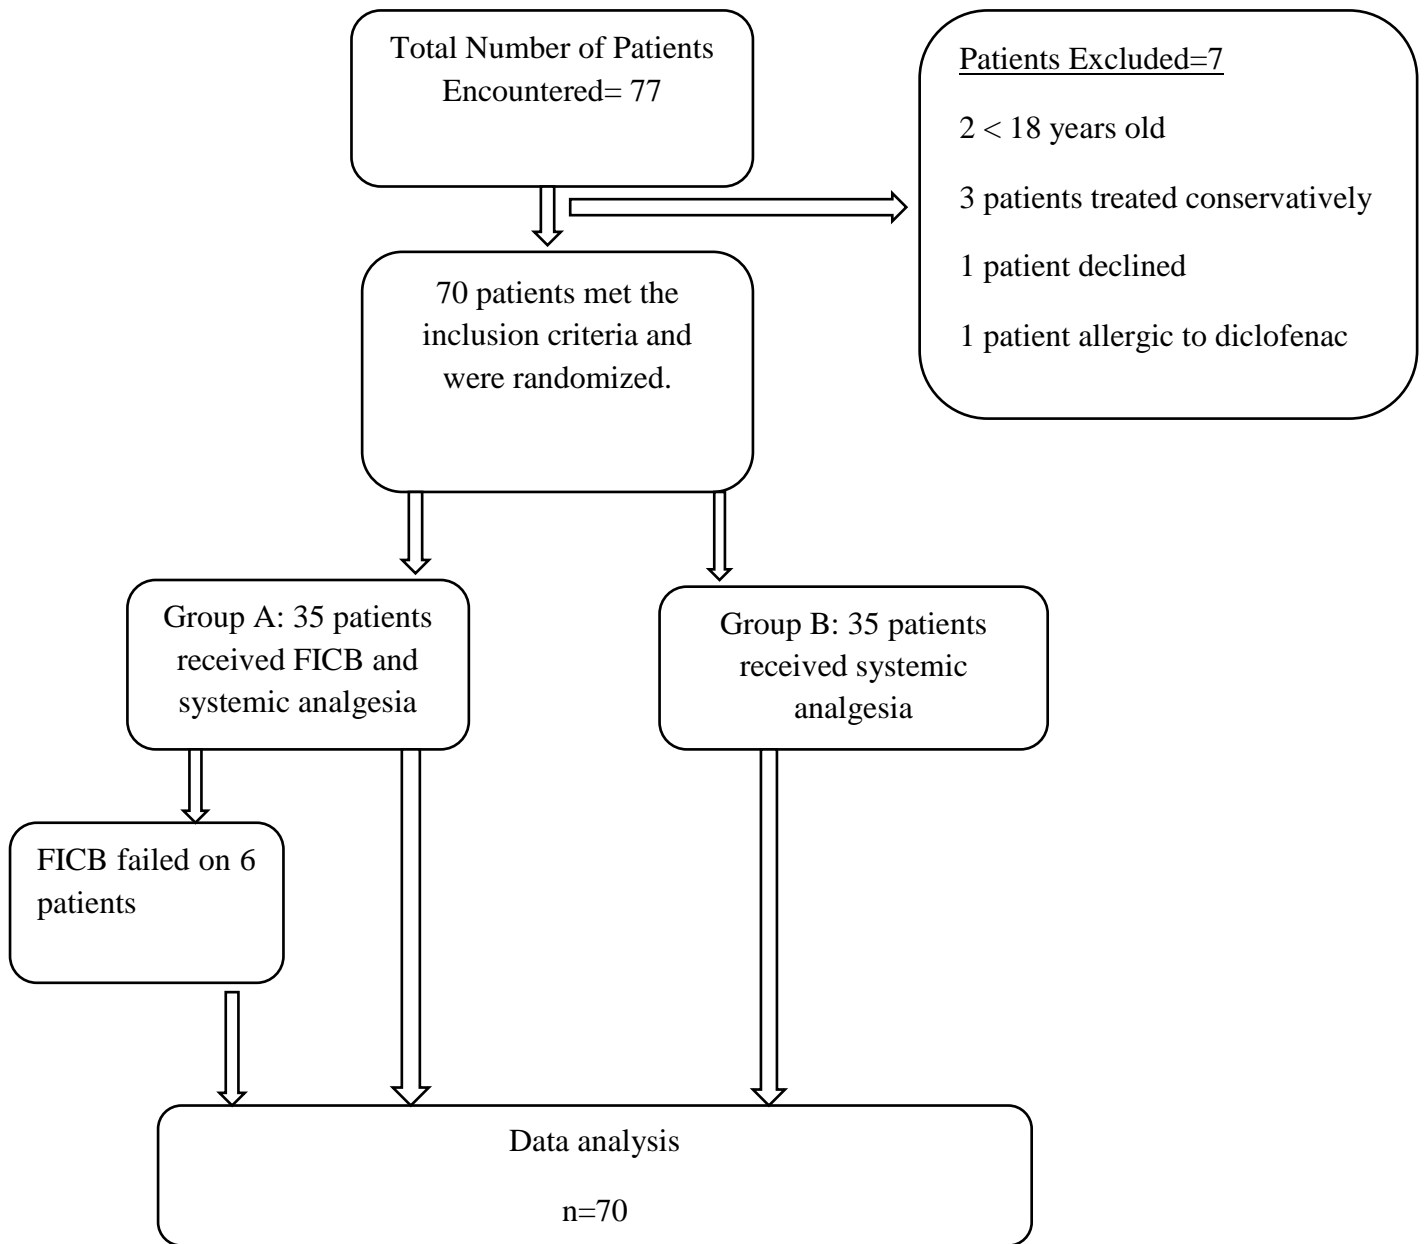 Total Number of Patients
Encountered= 77
Patients Excluded=7
2 < 18 years old
3 patients treated conservatively
1 patient declined
1 patient allergic to diclofenac
70 patients met the
inclusion criteria and
were randomized.
Group A: 35 patients
received FICB and
systemic analgesia
Group B: 35 patients
received systemic
analgesia
FICB failed on 6
patients
Data analysis
n=70